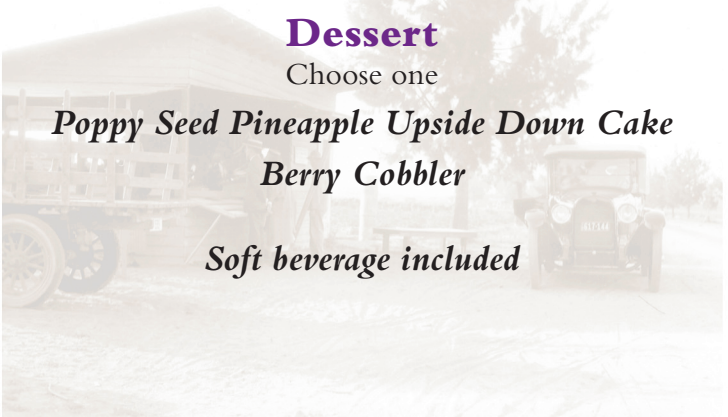 Dessert
Choose one
Poppy Seed Pineapple Upside Down Cake
Berry Cobbler
Soft beverage included